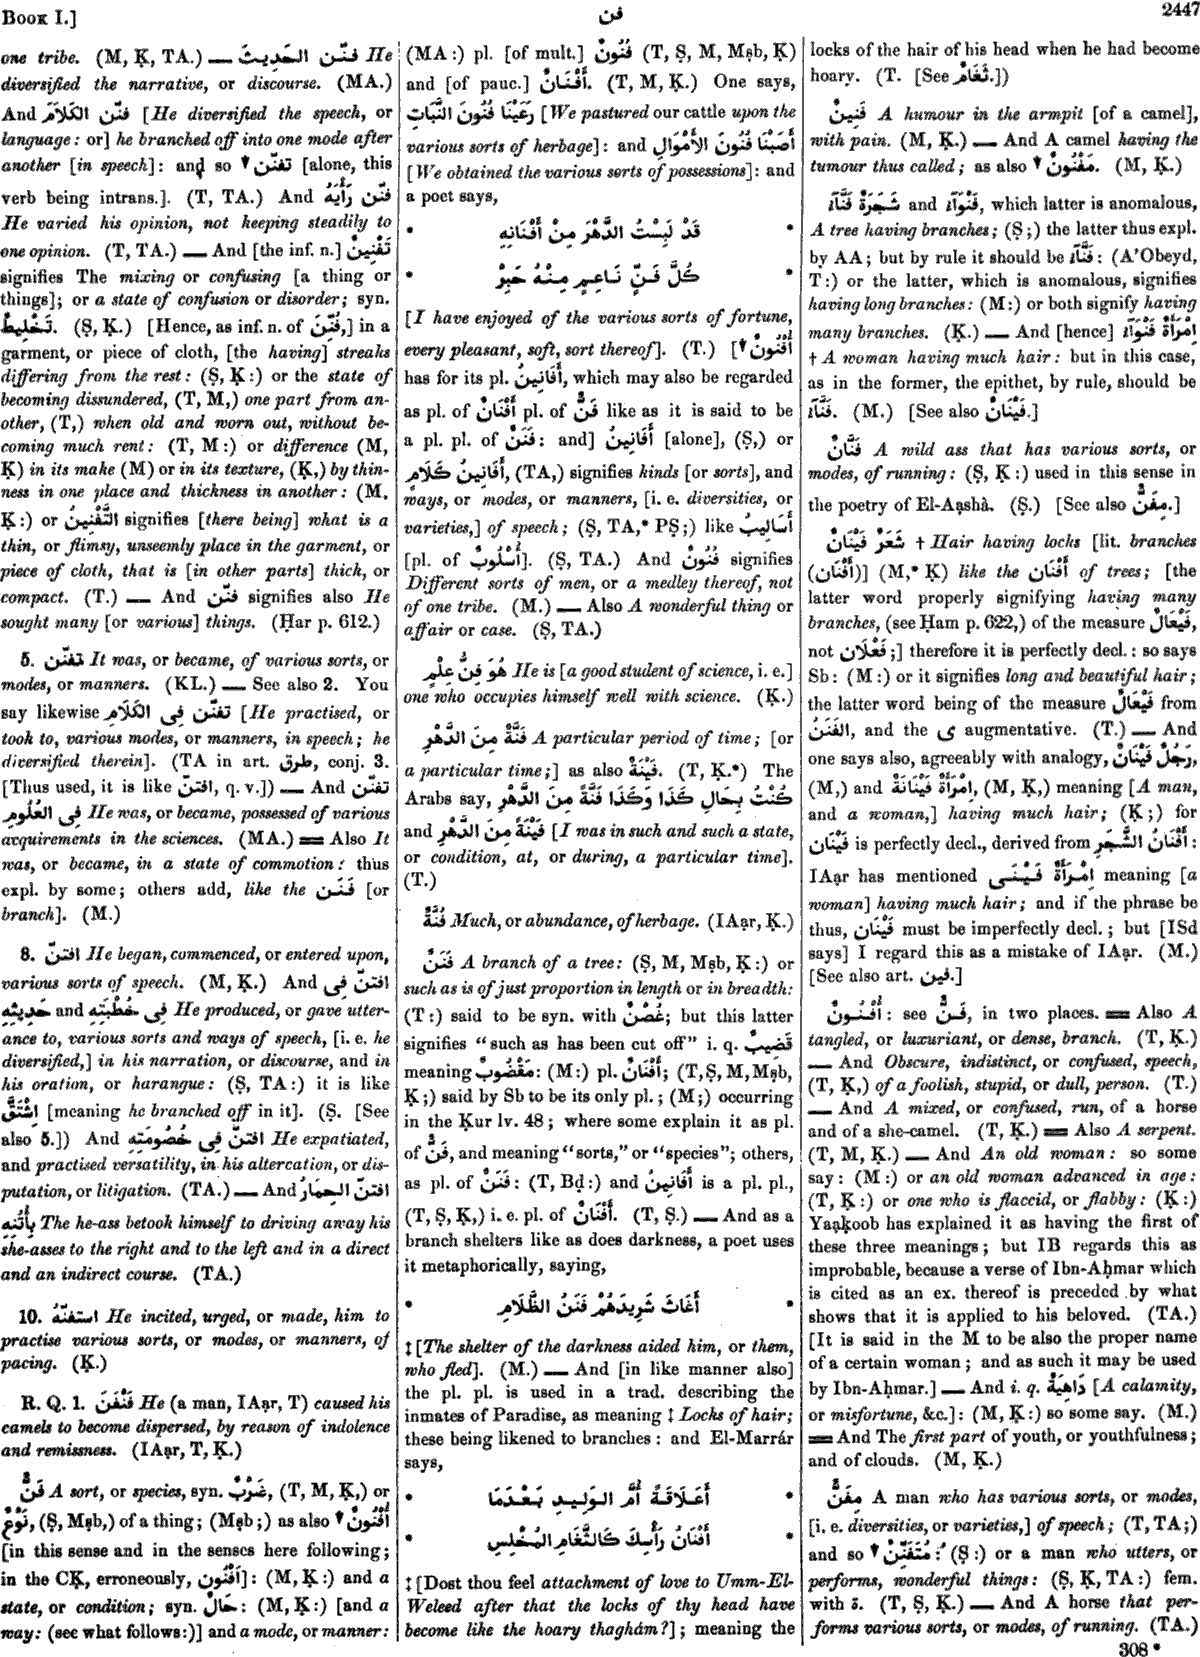 Book I.]
فن
2447
one tribe. (M, Ḳ, TA.) — فنّن الحَدِيثَ He
diversified the narrative, or discourse. (MA.)
And فنّن الكَلَامَ [He diversified the speech, or
language: or] he branched off into one mode after
another [in speech]: and so ▼ تفنّن [alone, this
verb being intrans.]. (T, TA.) And فنّن رَأْيَهُ
He varied his opinion, not keeping steadily to
one opinion. (T, TA.) — And [the inf. n.] تَفْنِينٌ
signifies The mixing or confusing [a thing or
things]; or a state of confusion or disorder; syn.
تَخْلِيطٌ. (Ṣ, Ḳ.) [Hence, as inf. n. of فُنِّنَ,] in a
garment, or piece of cloth, [the having] streaks
differing from the rest: (Ṣ, Ḳ:) or the state of
becoming dissundered, (T, M,) one part from an-
other, (T,) when old and worn out, without be-
coming much rent: (T, M:) or difference (M,
Ḳ) in its make (M) or in its texture, (Ḳ,) by thin-
ness in one place and thickness in another: (M,
Ḳ:) or التَّفْنِينُ signifies [there being] what is a
thin, or flimsy, unseemly place in the garment, or
piece of cloth, that is [in other parts] thick, or
compact. (T.) — And فنّن signifies also He
sought many [or various] things. (Ḥar p. 612.)
5. تفنّن It was, or became, of various sorts, or
modes, or manners. (KL.) — See also 2. You
say likewise تفنّن فِى الكَلَامِ [He practised, or
took to, various modes, or manners, in speech; he
diversified therein]. (TA in art. طرق, conj. 3.
[Thus used, it is like افتنّ, q. v.]) — And تفنّن
فِى العُلُومِ He was, or became, possessed of various
acquirements in the sciences. (MA.) = Also It
was, or became, in a state of commotion: thus
expl. by some; others add, like the فَنَن [or
branch]. (M.)
8. افتنّ He began, commenced, or entered upon,
various sorts of speech. (M, Ḳ.) And افتنّ فِى
حَدِيثِهِ and فِى خُطْبَتِهِ He produced, or gave utter-
ance to, various sorts and ways of speech, [i. e. he
diversified,] in his narration, or discourse, and in
his oration, or harangue: (Ṣ, TA:) it is like
اِشْتَقَّ [meaning he branched off in it]. (Ṣ. [See
also 5.]) And افتنّ فِى خُصُومَتِهِ He expatiated,
and practised versatility, in his altercation, or dis-
putation, or litigation. (TA.) — And افتنّ الحِمَارُ
بِأُتُنِهِ The he-ass betook himself to driving away his
she-asses to the right and to the left and in a direct
and an indirect course. (TA.)
10. استفنّهُ He incited, urged, or made, him to
practise various sorts, or modes, or manners, of
pacing. (Ḳ.)
R. Q. 1. فَنْفَنَ He (a man, IAạr, T) caused his
camels to become dispersed, by reason of indolence
and remissness. (IAạr, T, Ḳ.)
فَنٌّ A sort, or species, syn. ضَرْبٌ, (T, M, Ḳ,) or
نَوْعٌ, (Ṣ, Mṣb,) of a thing; (Mṣb;) as also ▼ أُفْنُونٌ
[in this sense and in the senses here following;
in the CḲ, erroneously, اَفْنُون]: (M, Ḳ:) and a
state, or condition; syn. حَالٌ: (M, Ḳ:) [and a
way: (see what follows:)] and a mode, or manner:
(MA:) pl. [of mult.] فُنُونٌ (T, Ṣ, M, Mṣb, Ḳ)
and [of pauc.] أَفْنَانٌ. (T, M, Ḳ.) One says,
رَعَيْنَا فُنُونَ النَّبَاتِ [We pastured our cattle upon the
various sorts of herbage]: and أَصَبْنَا فُنُونَ الأَمْوَالِ
[We obtained the various sorts of possessions]: and
a poet says,
* قَدْ لَبِسْتُ الدَّهْرَ مِنْ أَفْنَانِهِ *
* كُلَّ فَنٍّ نَاعِمٍ مِنْهُ حَبِرْ *
[I have enjoyed of the various sorts of fortune,
every pleasant, soft, sort thereof]. (T.) [▼ أُفْنُونٌ
has for its pl. أَفَانِينُ, which may also be regarded
as pl. of أَفْنَانٌ pl. of فَنٌّ like as it is said to be
a pl. pl. of فَنَنٌ: and] أَفَانِينُ [alone], (Ṣ,) or
أَفَانِينُ كَلَامٍ, (TA,) signifies kinds [or sorts], and
ways, or modes, or manners, [i. e. diversities, or
varieties,] of speech; (Ṣ, TA,* PṢ;) like أَسَالِيبُ
[pl. of أُسْلُوبٌ]. (Ṣ, TA.) And فُنُونٌ signifies
Different sorts of men, or a medley thereof, not
of one tribe. (M.) — Also A wonderful thing or
affair or case. (Ṣ, TA.)
هُوَ فِنُّ عِلْمٍ He is [a good student of science, i. e.]
one who occupies himself well with science. (Ḳ.)
فَنَّةٌ مِنَ الدَّهْرِ A particular period of time; [or
a particular time;] as also فَيْنَةٌ. (T, Ḳ.*) The
Arabs say, كُنْتُ بِحَالِ كَذَا وَكَذَا فَنَّةً مِنَ الدَّهْرِ
and فَيْنَةً مِنَ الدَّهْرِ [I was in such and such a state,
or condition, at, or during, a particular time].
(T.)
فُنَّةٌ Much, or abundance, of herbage. (IAạr, Ḳ.)
فَنَنٌ A branch of a tree: (Ṣ, M, Mṣb, Ḳ:) or
such as is of just proportion in length or in breadth:
(T:) said to be syn. with غُصْنٌ; but this latter
signifies “such as has been cut off” i. q. قَضِيبٌ
meaning مَقْضُوبٌ: (M:) pl. أَفْنَانٌ; (T, Ṣ, M, Mṣb,
Ḳ;) said by Sb to be its only pl.; (M;) occurring
in the Ḳur lv. 48; where some explain it as pl.
of فَنٌّ, and meaning “sorts,” or “species”; others,
as pl. of فَنَنٌ: (T, Bḍ:) and أَفَانِينُ is a pl. pl.,
(T, Ṣ, Ḳ,) i. e. pl. of أَفْنَانٌ. (T, Ṣ.) — And as a
branch shelters like as does darkness, a poet uses
it metaphorically, saying,
* أَغَاثَ شَرِيدَهُمْ فَنَنُ الظَّلَامِ *
‡ [The shelter of the darkness aided him, or them,
who fled]. (M.) — And [in like manner also]
the pl. pl. is used in a trad. describing the
inmates of Paradise, as meaning ‡ Locks of hair;
these being likened to branches: and El-Marrár
says,
* أَعَلَاقَةً أُمَّ الوَلِيدِ بَعْدَمَا *
* أَفْنَانُ رَأْسِكَ كَالثَّغَامِ المُخْلِسِ *
‡ [Dost thou feel attachment of love to Umm-El-
Weleed after that the locks of thy head have
become like the hoary thaghám?]; meaning the
locks of the hair of his head when he had become
hoary. (T. [See ثَغَامٌ.])
فَنِينٌ A humour in the armpit [of a camel],
with pain. (M, Ḳ.) — And A camel having the
tumour thus called; as also ▼ مَفْنُونٌ. (M, Ḳ.)
شَجَرَةٌ فَنَّآءُ and فَنْوَآءُ, which latter is anomalous,
A tree having branches; (Ṣ;) the latter thus expl.
by AA; but by rule it should be فَنَّآءُ: (A’Obeyd,
T:) or the latter, which is anomalous, signifies
having long branches: (M:) or both signify having
many branches. (Ḳ.) — And [hence] اِمْرَأَةٌ فَنْوَآءُ
† A woman having much hair: but in this case,
as in the former, the epithet, by rule, should be
فَنَّآءُ. (M.) [See also فَيْنَانٌ.]
فَنَّانٌ A wild ass that has various sorts, or
modes, of running: (Ṣ, Ḳ:) used in this sense in
the poetry of El-Aạshà. (Ṣ.) [See also مِفَنٌّ.]
شَعَرٌ فَيْنَانٌ † Hair having locks [lit. branches
(أَفْنَان)] (M,* Ḳ) like the أَفْنَان of trees; [the
latter word properly signifying having many
branches, (see Ḥam p. 622,) of the measure فَيْعَالٌ,
not فَعْلَان;] therefore it is perfectly decl.: so says
Sb: (M:) or it signifies long and beautiful hair;
the latter word being of the measure فَيْعَالٌ from
الفَنَنُ, and the ى augmentative. (T.) — And
one says also, agreeably with analogy, رَجُلٌ فَيْنَانٌ,
(M,) and اِمْرَأَةٌ فَيْنَانَةٌ, (M, Ḳ,) meaning [A man,
and a woman,] having much hair; (Ḳ;) for
فَيْنَان is perfectly decl., derived from أَفْنَانُ الشَّجَرِ:
IAạr has mentioned اِمْرَأَةٌ فَيْنَى meaning [a
woman] having much hair; and if the phrase be
thus, فَيْنَان must be imperfectly decl.; but [ISd
says] I regard this as a mistake of IAạr. (M.)
[See also art. فين.]
أُفْنُونٌ: see فَنٌّ, in two places. = Also A
tangled, or luxuriant, or dense, branch. (T, Ḳ.)
— And Obscure, indistinct, or confused, speech,
(T, Ḳ,) of a foolish, stupid, or dull, person. (T.)
— And A mixed, or confused, run, of a horse
and of a she-camel. (T, Ḳ.) = Also A serpent.
(T, M, Ḳ.) — And An old woman: so some
say: (M:) or an old woman advanced in age:
(T, Ḳ:) or one who is flaccid, or flabby: (Ḳ:)
Yaạḳoob has explained it as having the first of
these three meanings; but IB regards this as
improbable, because a verse of Ibn-Aḥmar which
is cited as an ex. thereof is preceded by what
shows that it is applied to his beloved. (TA.)
[It is said in the M to be also the proper name
of a certain woman; and as such it may be used
by Ibn-Aḥmar.] — And i. q. دَاهِيَةٌ [A calamity,
or misfortune, &c.]: (M, Ḳ:) so some say. (M.)
= And The first part of youth, or youthfulness;
and of clouds. (M, Ḳ.)
مِفَنٌّ A man who has various sorts, or modes,
[i. e. diversities, or varieties,] of speech; (T, TA;)
and so ▼ مُتَفَنِّنٌ: (Ṣ:) or a man who utters, or
performs, wonderful things: (Ṣ, Ḳ, TA:) fem.
with ة. (T, Ṣ, Ḳ.) — And A horse that per-
forms various sorts, or modes, of running. (TA.)
308 *